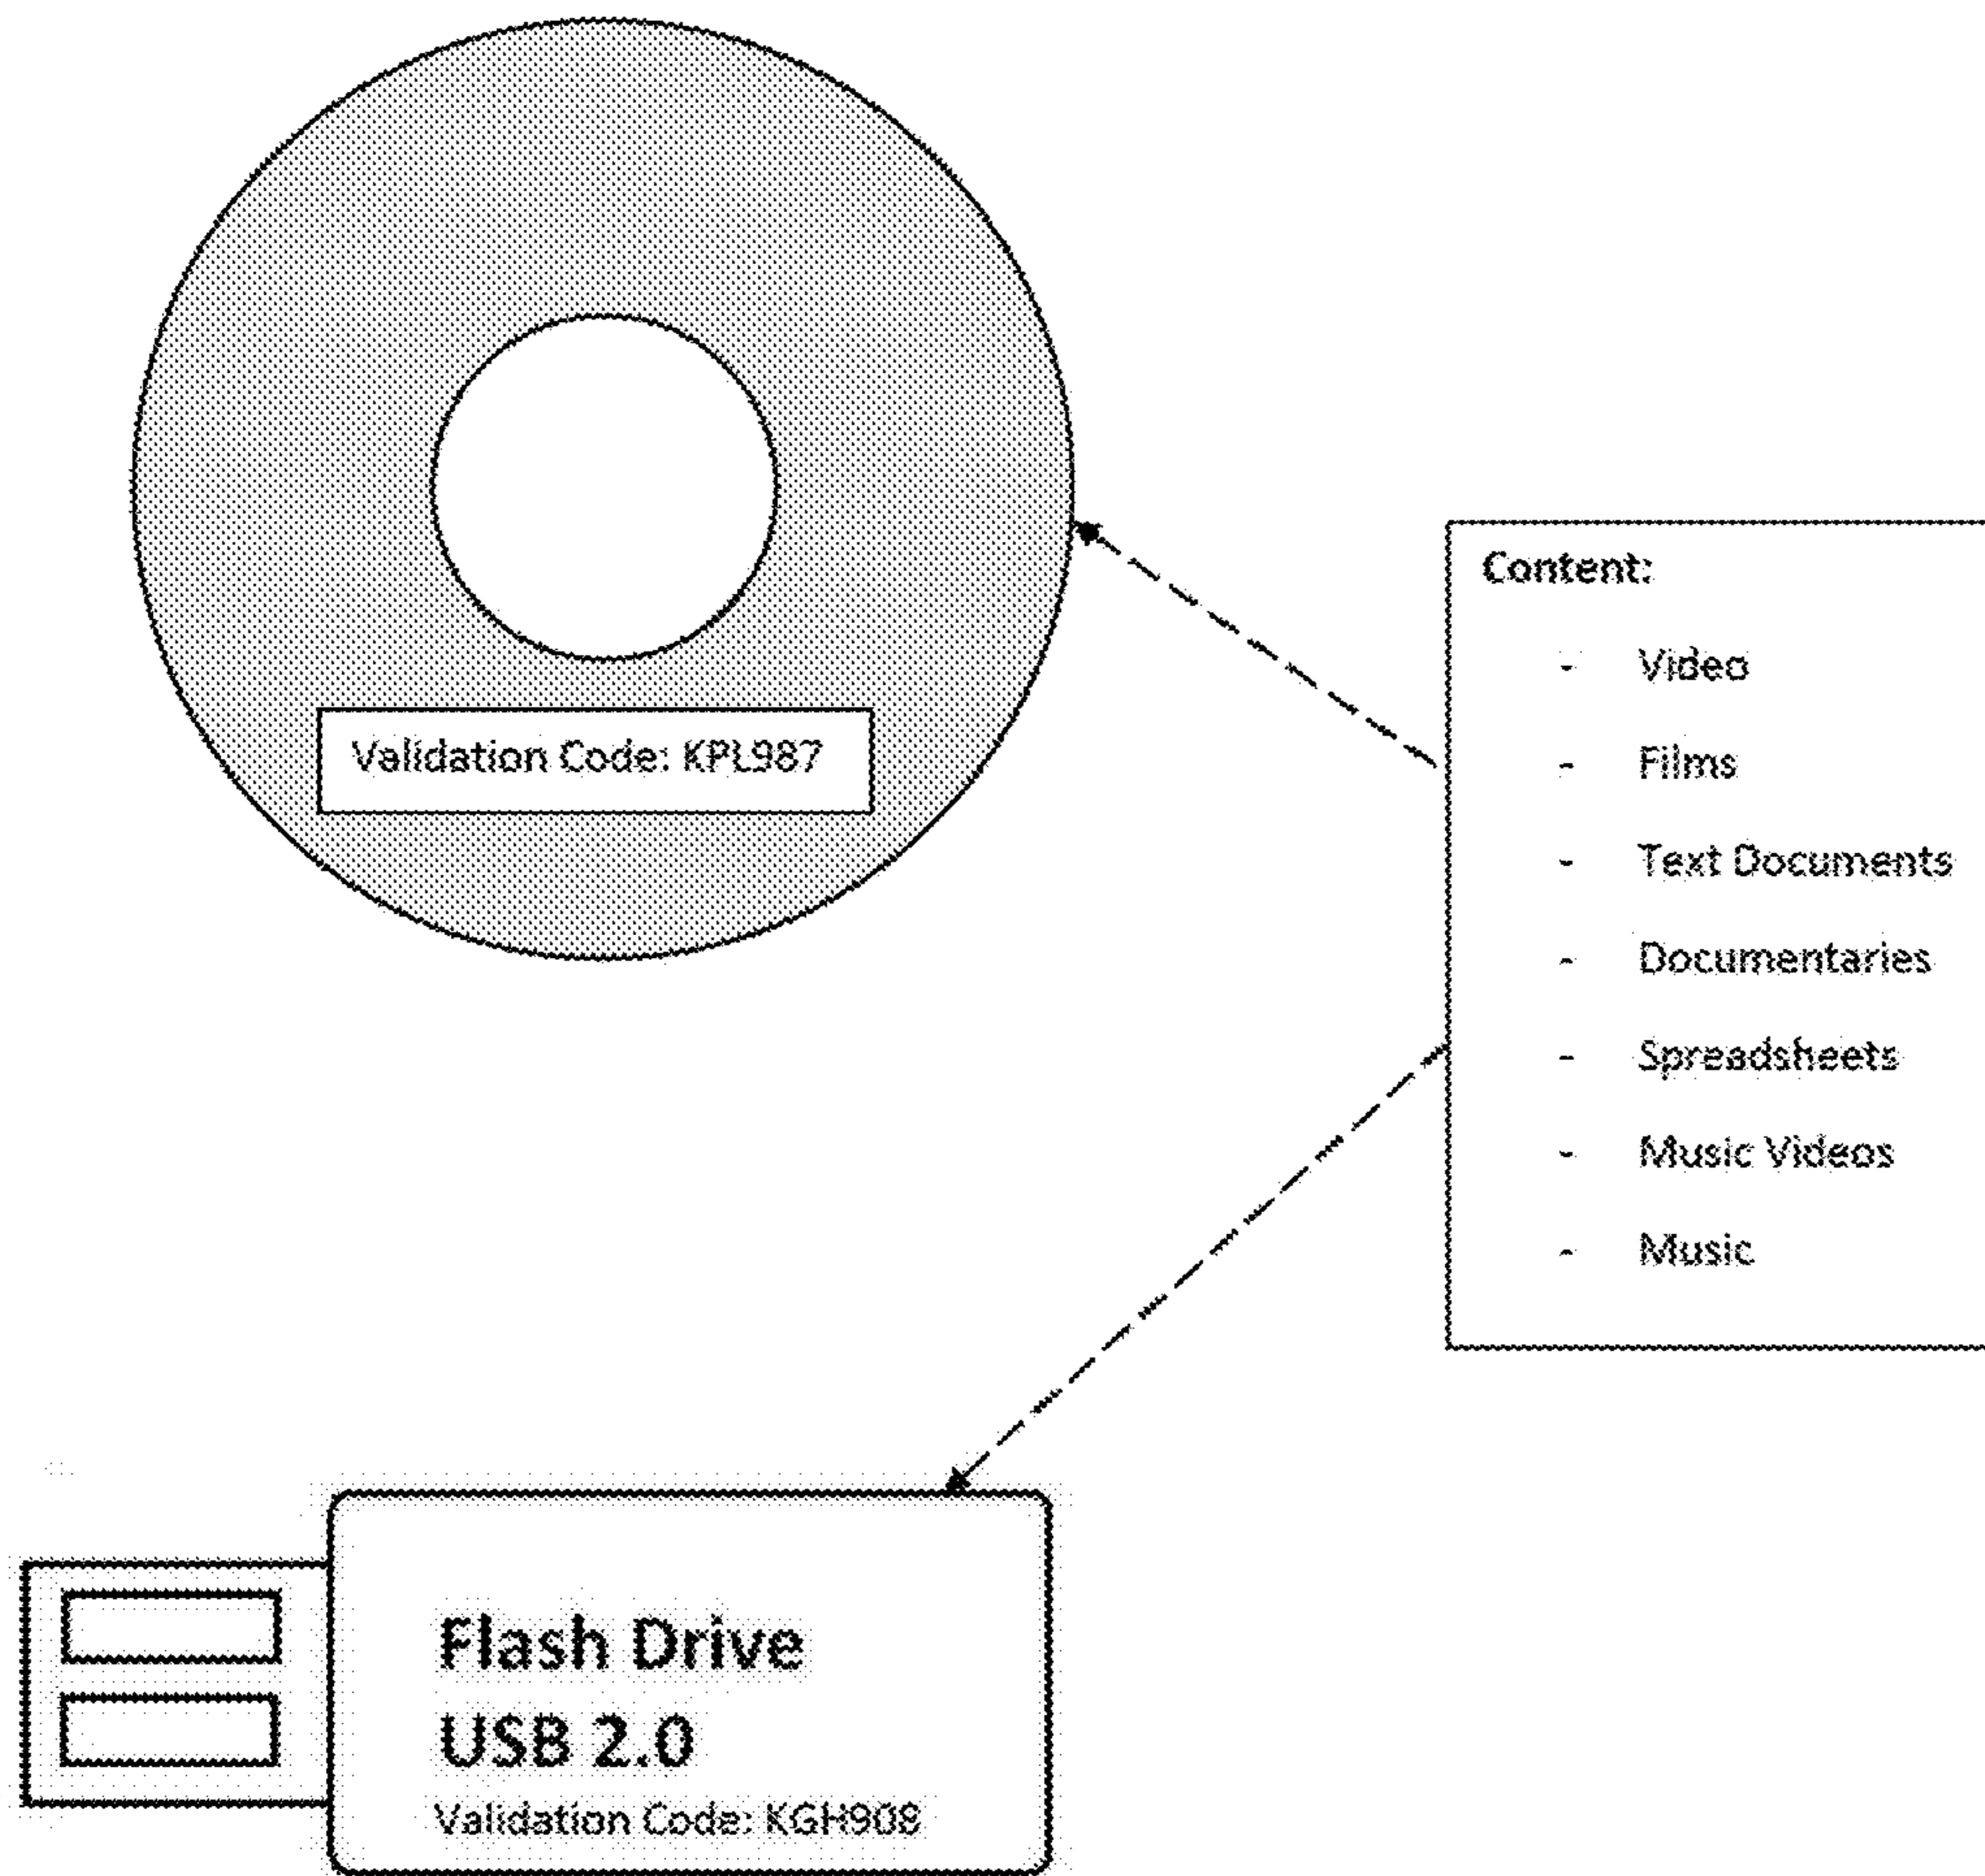 Validation Code: KPL987
Content:
- Video
- Films
- Text Documents
- Documentaries
- Spreadsheets
- Music Videos
- Music
Flash Drive
USB 2.0
Validation Code: KGH908